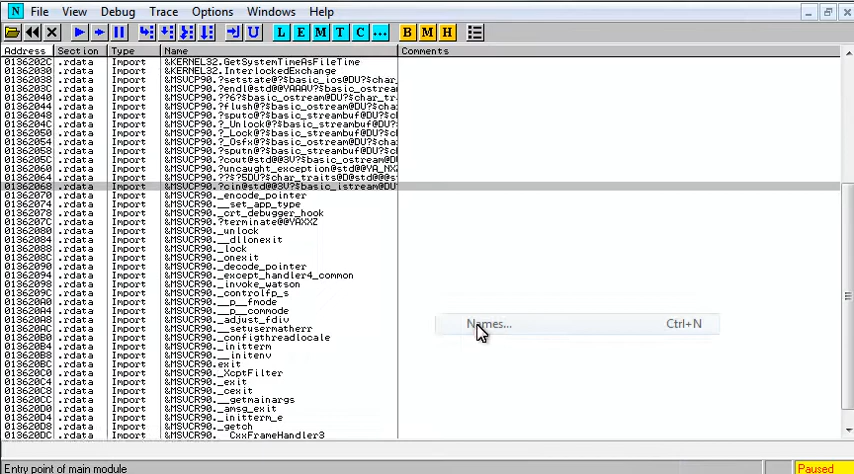 N File View Debug Trace Options Windows Help
L E M T C ... B M H
Address Section Type Name Comments
0136202C .rdata Import &KERNEL32.GetSystemTimeAsFileTime
01362030 .rdata Import &KERNEL32.InterlockedExchange
01362038 .rdata Import &MSVCP90.?setstate@?$basic_ios@DU?$char_
0136203C .rdata Import &MSVCP90.?endl@std@@YAAAV?$basic_ostream@
01362040 .rdata Import &MSVCP90.??6?$basic_ostream@DU?$char_tra
01362044 .rdata Import &MSVCP90.?flush@?$basic_ostream@DU?$cha
01362048 .rdata Import &MSVCP90.?sputc@?$basic_streambuf@DU?$c
0136204C .rdata Import &MSVCP90.?_Unlock@?$basic_streambuf@DU?
01362050 .rdata Import &MSVCP90.?_Lock@?$basic_streambuf@DU?$c
01362054 .rdata Import &MSVCP90.?_Osfx@?$basic_ostream@DU?$cha
01362058 .rdata Import &MSVCP90.?sputn@?$basic_streambuf@DU?$c
0136205C .rdata Import &MSVCP90.?cout@std@@3V?$basic_ostream@D
01362060 .rdata Import &MSVCP90.?uncaught_exception@std@@YA_NX
01362064 .rdata Import &MSVCP90.??$?5DU?$char_traits@D@std@@@s
01362068 .rdata Import &MSVCP90.?cin@std@@3V?$basic_istream@DU
01362070 .rdata Import &MSVCR90._encode_pointer
01362074 .rdata Import &MSVCR90.__set_app_type
01362078 .rdata Import &MSVCR90._crt_debugger_hook
0136207C .rdata Import &MSVCR90.?terminate@@YAXXZ
01362080 .rdata Import &MSVCR90._unlock
01362084 .rdata Import &MSVCR90.__dllonexit
01362088 .rdata Import &MSVCR90._lock
0136208C .rdata Import &MSVCR90._onexit
01362090 .rdata Import &MSVCR90._decode_pointer
01362094 .rdata Import &MSVCR90._except_handler4_common
01362098 .rdata Import &MSVCR90._invoke_watson
0136209C .rdata Import &MSVCR90._controlfp_s
013620A0 .rdata Import &MSVCR90.__p__fmode
013620A4 .rdata Import &MSVCR90.__p__commode
013620A8 .rdata Import &MSVCR90._adjust_fdiv
013620AC .rdata Import &MSVCR90.__setusermatherr
013620B0 .rdata Import &MSVCR90._configthreadlocale
013620B4 .rdata Import &MSVCR90._initterm
013620B8 .rdata Import &MSVCR90.__initenv
013620BC .rdata Import &MSVCR90.exit
013620C0 .rdata Import &MSVCR90._XcptFilter
013620C4 .rdata Import &MSVCR90._exit
013620C8 .rdata Import &MSVCR90._cexit
013620CC .rdata Import &MSVCR90.__getmainargs
013620D0 .rdata Import &MSVCR90._amsg_exit
013620D4 .rdata Import &MSVCR90._initterm_e
013620D8 .rdata Import &MSVCR90._getch
013620DC .rdata Import &MSVCR90.__CxxFrameHandler3
Names... Ctrl+N
Entry point of main module Paused